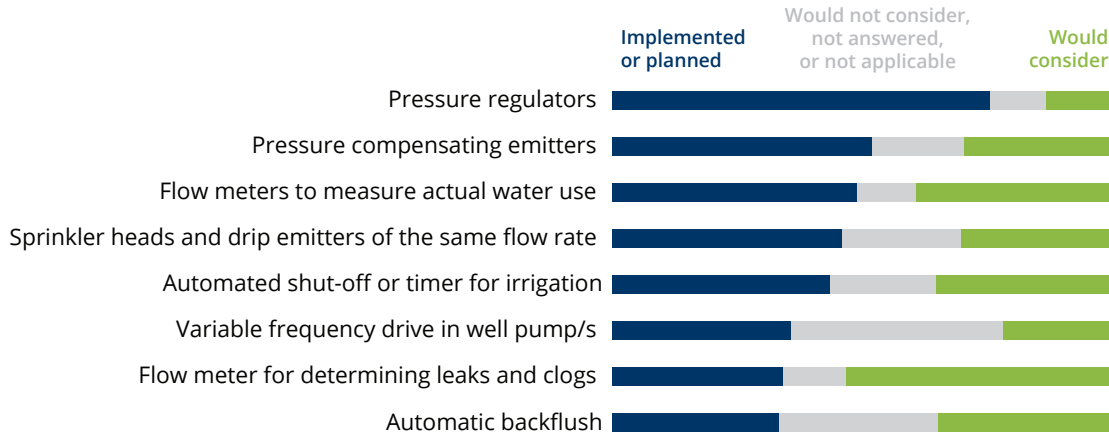 Implemented
or planned
Would not consider,
not answered,
or not applicable
Would
consider
Pressure regulators
Pressure compensating emitters
Flow meters to measure actual water use
Sprinkler heads and drip emitters of the same flow rate
Automated shut-off or timer for irrigation
Variable frequency drive in well pump/s
Flow meter for determining leaks and clogs
Automatic backflush